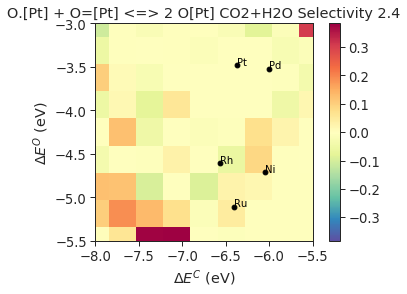 O.[Pt] + O=[Pt] <=> 2 O[Pt] CO2+H2O Selectivity 2.4
−3.0
−3.5
−4.0
−4.5
−5.0
−5.5
ΔE^O (eV)
Pt
Pd
Rh
Ni
Ru
−8.0 −7.5 −7.0 −6.5 −6.0 −5.5
ΔE^C (eV)
0.3
0.2
0.1
0.0
−0.1
−0.2
−0.3